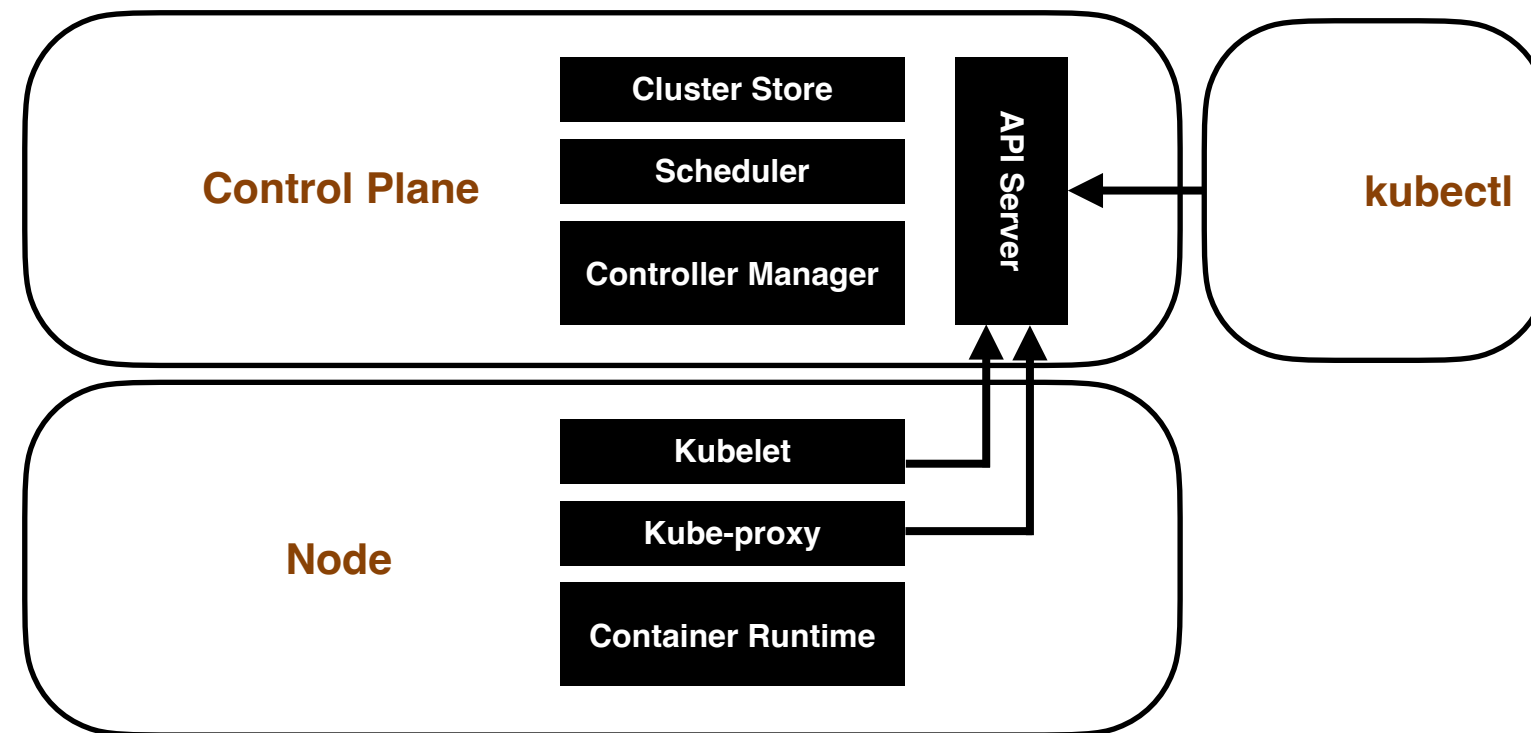 Control Plane
Cluster Store
Scheduler
Controller Manager
API Server
kubectl
Node
Kubelet
Kube-proxy
Container Runtime